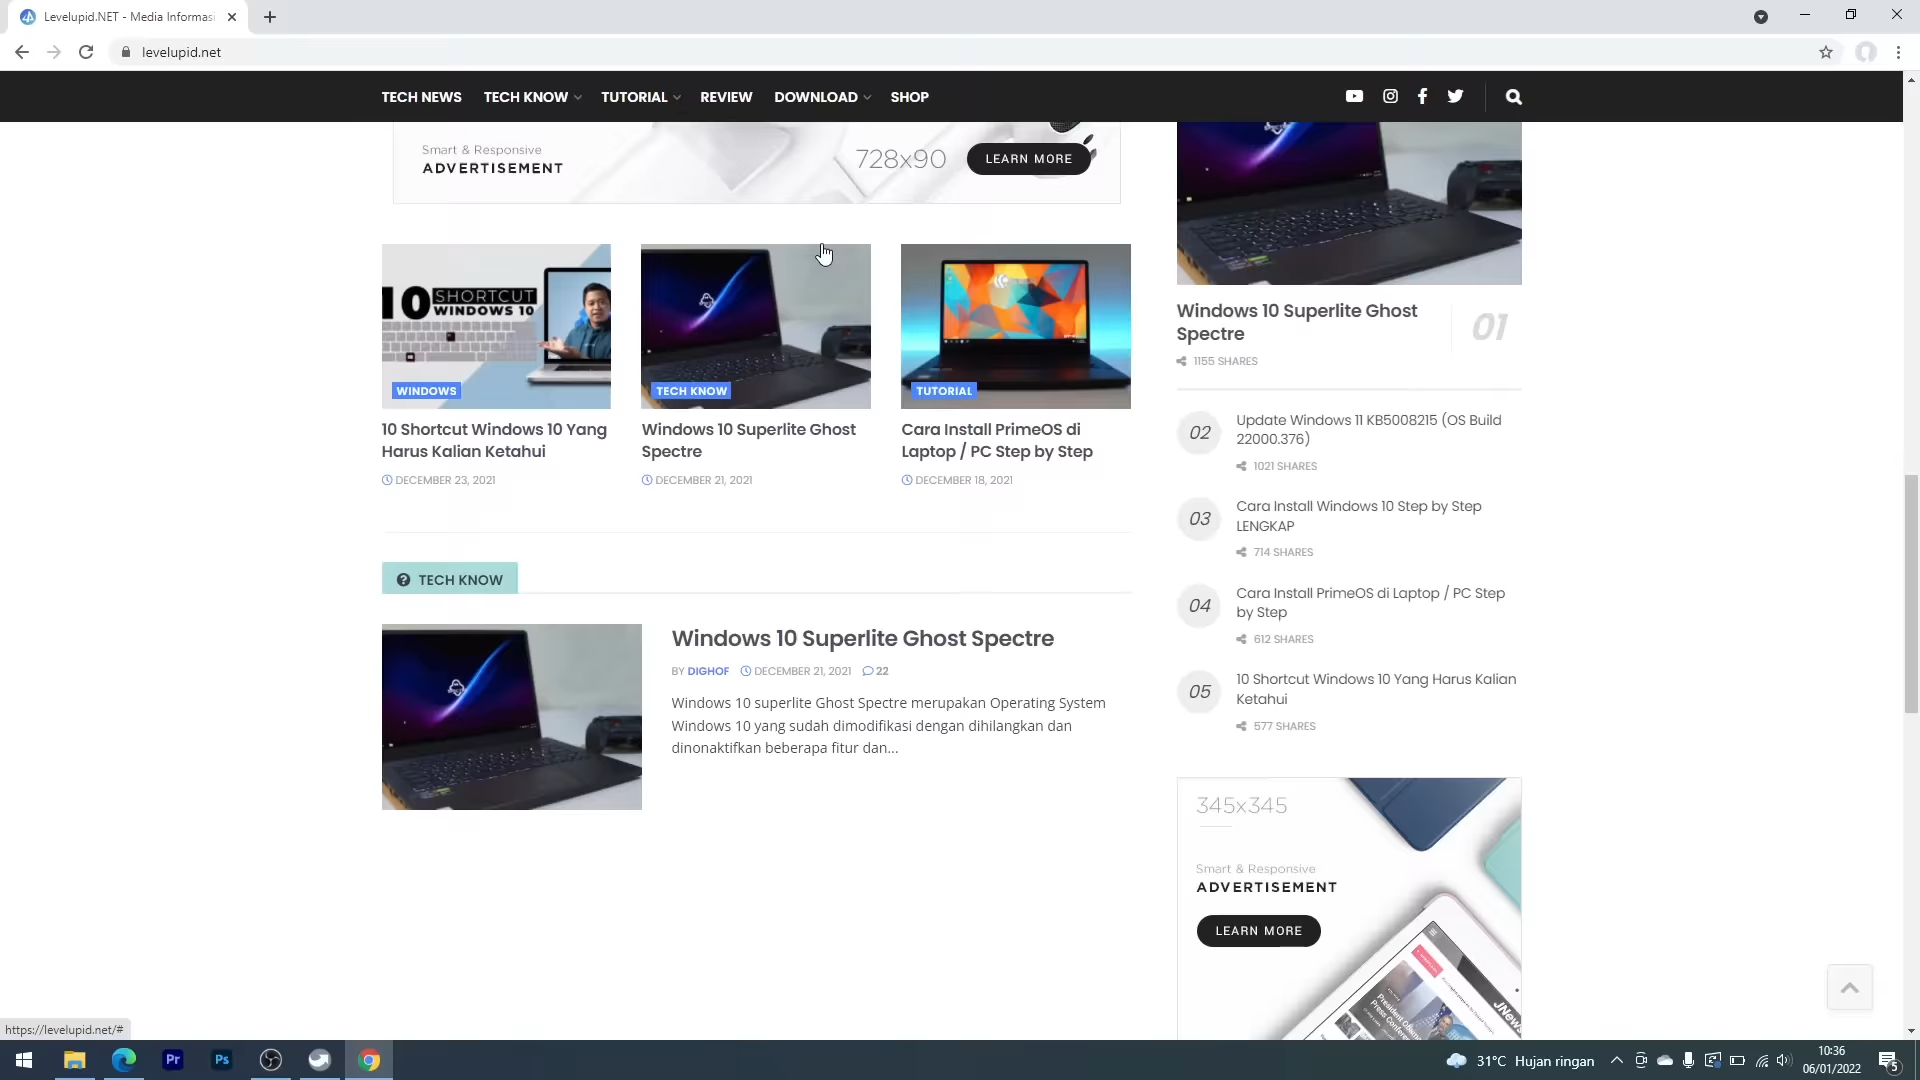 Levelupid.NET - Media Informasi
levelupid.net
TECH NEWS TECH KNOW TUTORIAL REVIEW DOWNLOAD SHOP
Smart & Responsive
ADVERTISEMENT
728x90
LEARN MORE
10 SHORTCUT
WINDOWS 10
WINDOWS
10 Shortcut Windows 10 Yang
Harus Kalian Ketahui
DECEMBER 23, 2021
TECH KNOW
Windows 10 Superlite Ghost
Spectre
DECEMBER 21, 2021
TUTORIAL
Cara Install PrimeOS di
Laptop / PC Step by Step
DECEMBER 18, 2021
TECH KNOW
Windows 10 Superlite Ghost Spectre
BY DIGHOF DECEMBER 21, 2021 22
Windows 10 superlite Ghost Spectre merupakan Operating System
Windows 10 yang sudah dimodifikasi dengan dihilangkan dan
dinonaktifkan beberapa fitur dan...
Windows 10 Superlite Ghost
Spectre
01
1155 SHARES
02
Update Windows 11 KB5008215 (OS Build
22000.376)
1021 SHARES
03
Cara Install Windows 10 Step by Step
LENGKAP
714 SHARES
04
Cara Install PrimeOS di Laptop / PC Step
by Step
612 SHARES
05
10 Shortcut Windows 10 Yang Harus Kalian
Ketahui
577 SHARES
345x345
Smart & Responsive
ADVERTISEMENT
LEARN MORE
President Obama
Press Conference
JNews
https://levelupid.net/#
Pr
Ps
31°C Hujan ringan
10:36
06/01/2022
5